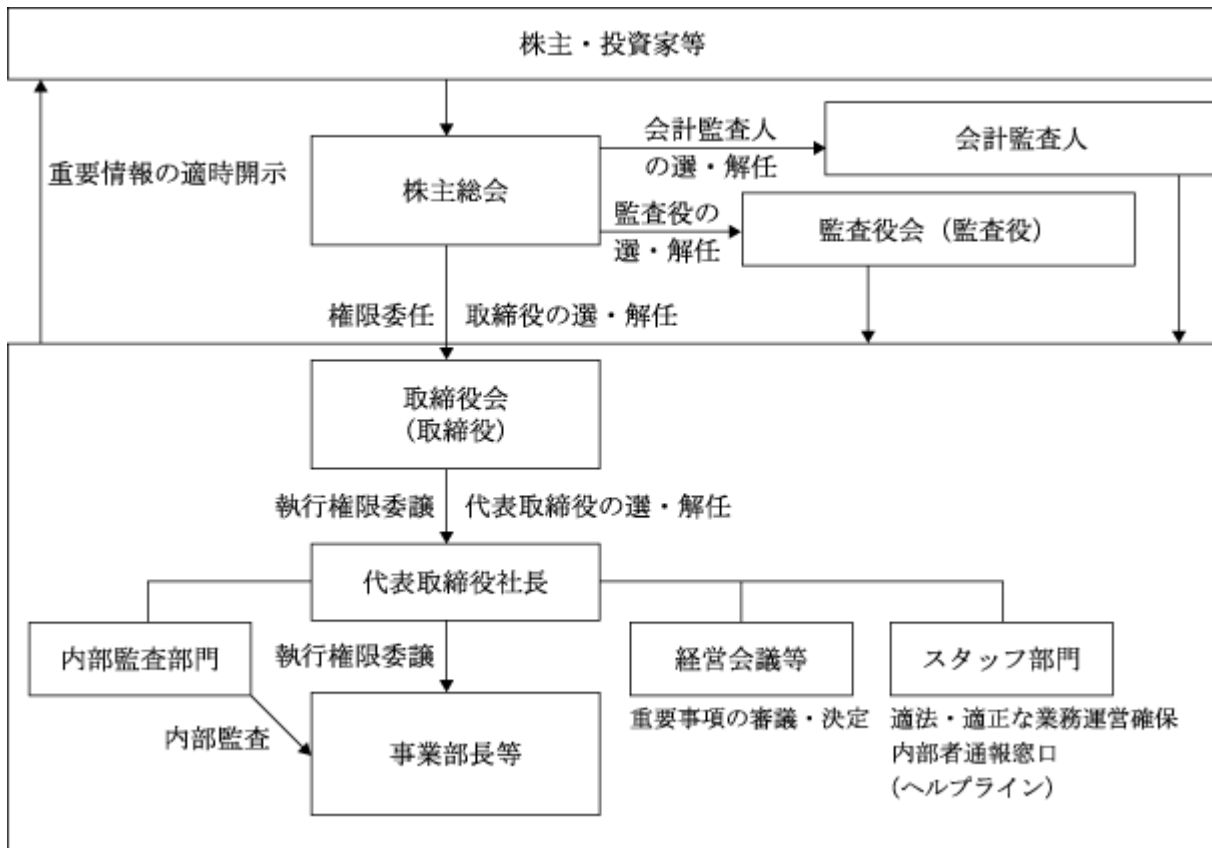 株主・投資家等
重要情報の適時開示
株主総会
会計監査人
の選・解任
会計監査人
監査役の
選・解任
監査役会（監査役）
権限委任
取締役の選・解任
取締役会
（取締役）
執行権限委譲
代表取締役の選・解任
代表取締役社長
内部監査部門
執行権限委譲
経営会議等
スタッフ部門
内部監査
事業部長等
重要事項の審議・決定
適法・適正な業務運営確保
内部者通報窓口
（ヘルプライン）